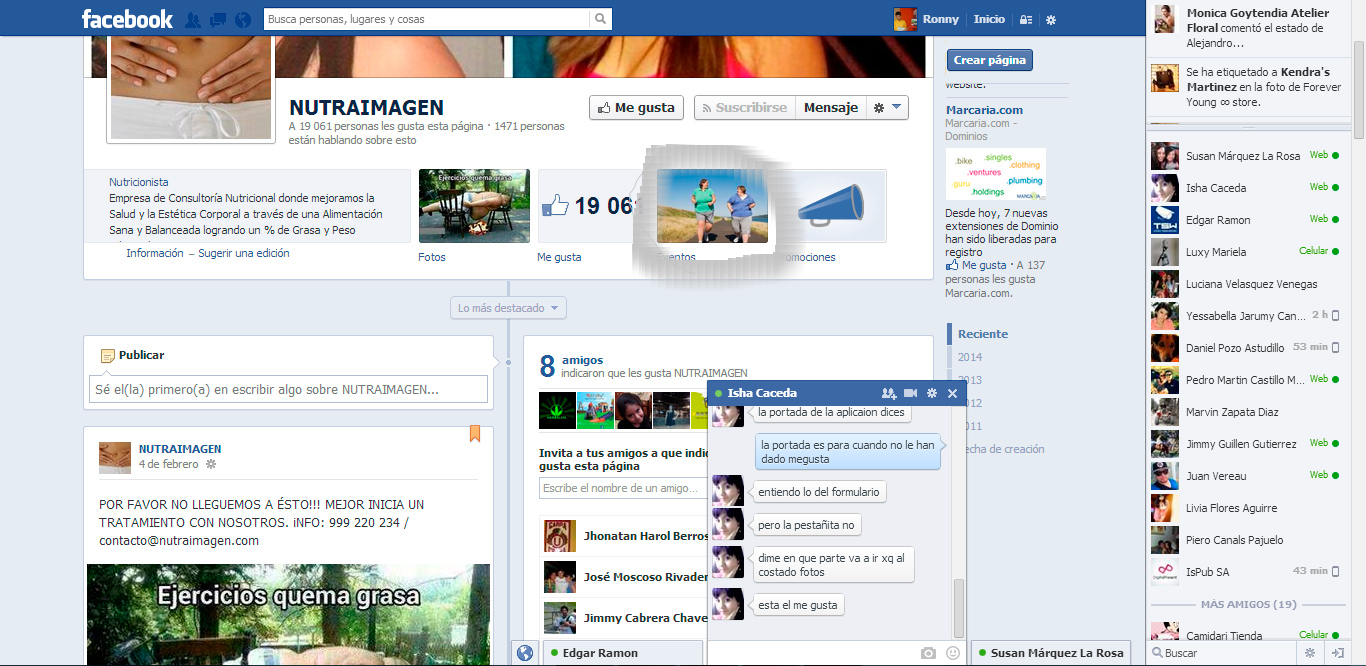 facebook
Busca personas, lugares y cosas
Ronny
Inicio
NUTRAIMAGEN
A 19 061 personas les gusta esta página · 1471 personas
están hablando sobre esto
Me gusta
Suscribirse
Mensaje
Nutricionista
Empresa de Consultoría Nutricional donde mejoramos la
Salud y la Estética Corporal a través de una Alimentación
Sana y Balanceada logrando un % de Grasa y Peso
Información – Sugerir una edición
Ejercicios quema grasa
Fotos
19 06
Me gusta
Lo más destacado
Publicar
Sé el(la) primero(a) en escribir algo sobre NUTRAIMAGEN...
NUTRAIMAGEN
4 de febrero
POR FAVOR NO LLEGUEMOS A ÉSTO!!! MEJOR INICIA UN
TRATAMIENTO CON NOSOTROS. iNFO: 999 220 234 /
contacto@nutraimagen.com
Ejercicios quema grasa
8 amigos
indicaron que les gusta NUTRAIMAGEN
Invita a tus amigos a que indi
gusta esta página
Escribe el nombre de un amigo...
Jhonatan Harol Berros
José Moscoso Rivader
Jimmy Cabrera Chave
Edgar Ramon
Isha Caceda
la portada de la aplicaion dices
la portada es para cuando no le han
dado megusta
entiendo lo del formulario
pero la pestañita no
dime en que parte va a ir xq al
costado fotos
esta el me gusta
Susan Márquez La Rosa
Crear página
website.
Marcaria.com
Marcaria.com -
Dominios
.bike
.singles
.clothing
.ventures
guru
.plumbing
.holdings
Desde hoy, 7 nuevas
extensiones de Dominio
han sido liberadas para
registro
Me gusta · A 137
personas les gusta
Marcaria.com.
Reciente
2014
2013
2012
2011
echa de creación
Monica Goytendia Atelier
Floral comentó el estado de
Alejandro...
Se ha etiquetado a Kendra's
Martinez en la foto de Forever
Young ∞ store.
Susan Márquez La Rosa Web
Isha Caceda Web
Edgar Ramon Web
Luxy Mariela Celular
Luciana Velasquez Venegas
Yessabella Jarumy Can... 2 h
Daniel Pozo Astudillo 53 min
Pedro Martin Castillo M... Web
Marvin Zapata Diaz
Jimmy Guillen Gutierrez Web
Juan Vereau Web
Livia Flores Aguirre
Piero Canals Pajuelo
IsPub SA 43 min
MÁS AMIGOS (19)
Camidari Tienda Celular
Buscar